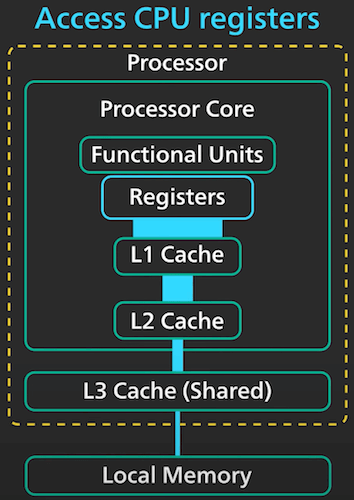 Access CPU registers
Processor
Processor Core
Functional Units
Registers
L1 Cache
L2 Cache
L3 Cache (Shared)
Local Memory